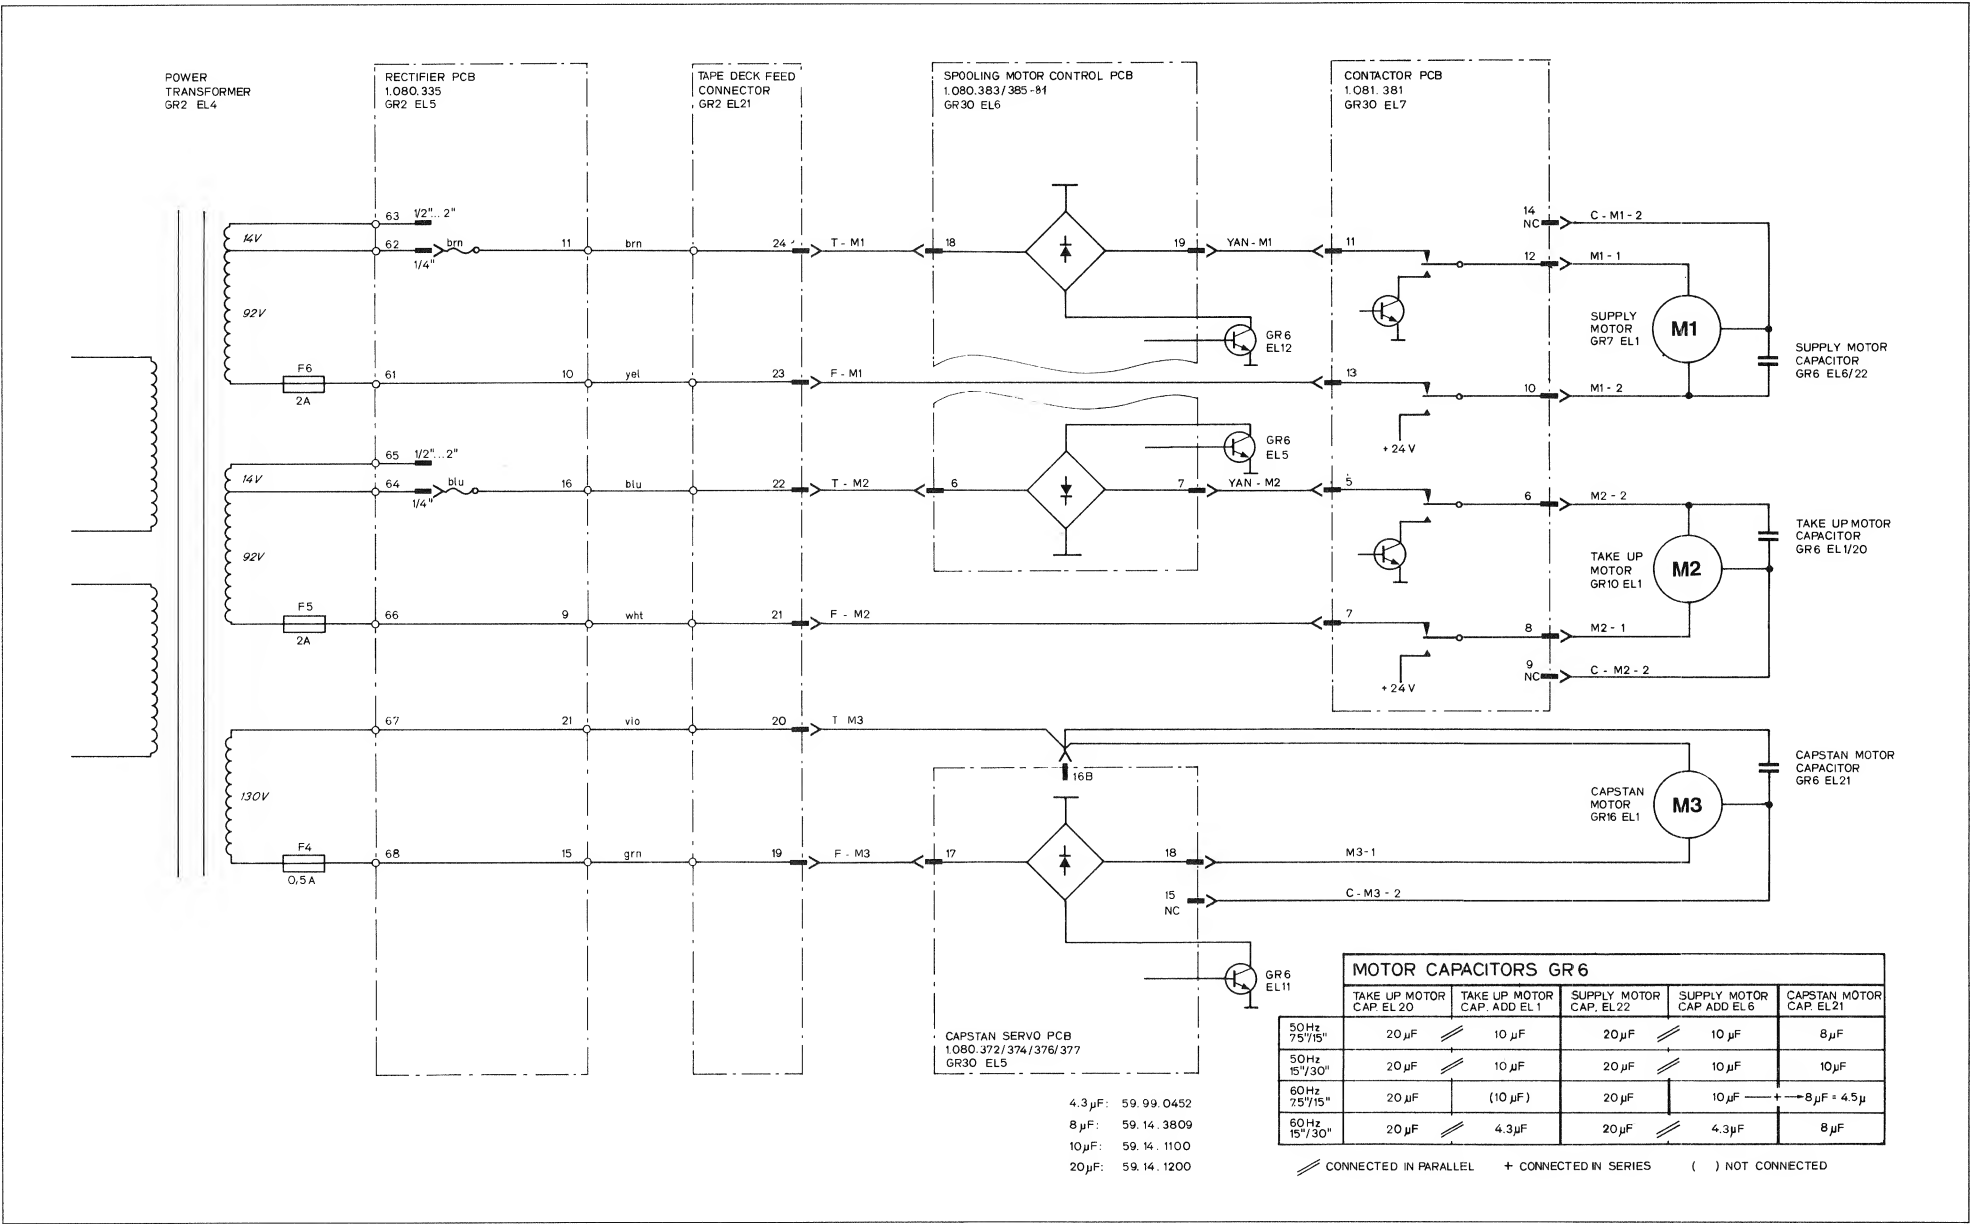 POWER
TRANSFORMER
GR2 EL4
RECTIFIER PCB
1.080.335
GR2 EL5
TAPE DECK FEED
CONNECTOR
GR2 EL21
SPOOLING MOTOR CONTROL PCB
1.080.383/385-81
GR30 EL6
CONTACTOR PCB
1.081.381
GR30 EL7
63 1/2"...2"
14V
62 brn 11 brn 24 T - M1 18 19 YAN - M1 11
1/4"
14
NC
C - M1 - 2
12 M1 - 1
92V
SUPPLY
MOTOR
GR7 EL1
M1
GR6
EL12
SUPPLY MOTOR
CAPACITOR
GR6 EL6/22
F6
2A
61 10 yel 23 F - M1 13
10 M1 - 2
+24V
65 1/2"...2"
14V
64 blu 16 blu 22 T - M2 6 7 YAN - M2 5
1/4"
GR6
EL5
6 M2 - 2
92V
TAKE UP MOTOR
CAPACITOR
GR6 EL1/20
TAKE UP
MOTOR
GR10 EL1
M2
F5
2A
66 9 wht 21 F - M2 7
8 M2 - 1
+24V
9
NC
C - M2 - 2
67 21 vio 20 T M3
16B
130V
CAPSTAN MOTOR
CAPACITOR
GR6 EL21
CAPSTAN
MOTOR
GR16 EL1
M3
F4
0,5A
68 15 grn 19 F - M3 17 18 M3-1
15
NC
C - M3 - 2
GR6
EL11
CAPSTAN SERVO PCB
1.080.372/374/376/377
GR30 EL5
MOTOR CAPACITORS GR6
TAKE UP MOTOR CAP. EL20 TAKE UP MOTOR CAP. ADD EL1 SUPPLY MOTOR CAP. EL22 SUPPLY MOTOR CAP ADD EL6 CAPSTAN MOTOR CAP. EL21
50Hz 7.5"/15" 20µF // 10µF 20µF // 10µF 8µF
50Hz 15"/30" 20µF // 10µF 20µF // 10µF 10µF
60Hz 7.5"/15" 20µF (10µF) 20µF 10µF + 8µF = 4.5µ
60Hz 15"/30" 20µF // 4.3µF 20µF // 4.3µF 8µF
// CONNECTED IN PARALLEL + CONNECTED IN SERIES ( ) NOT CONNECTED
4.3µF: 59.99.0452
8µF: 59.14.3809
10µF: 59.14.1100
20µF: 59.14.1200